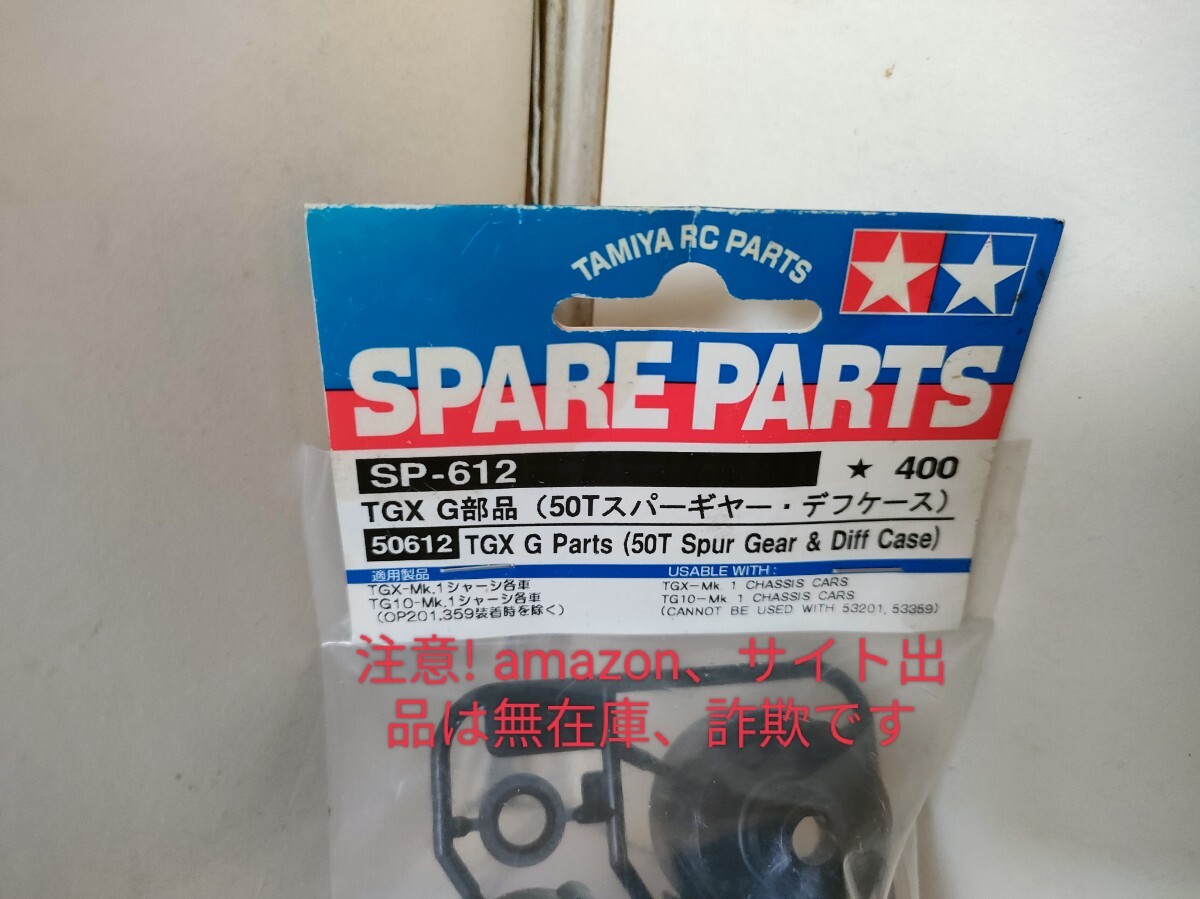 TAMIYA RC PARTS
SPARE PARTS
SP-612 ★ 400
TGX G部品（50Tスパーギヤー・デフケース）
50612 TGX G Parts (50T Spur Gear & Diff Case)
適用製品
TGX-Mk.1シャーシ各車
TG10-Mk.1シャーシ各車
(OP201,359装着時を除く)
USABLE WITH:
TGX-Mk. 1 CHASSIS CARS
TG10-Mk. 1 CHASSIS CARS
(CANNOT BE USED WITH 53201, 53359)
注意! amazon、サイト出
品は無在庫、詐欺です